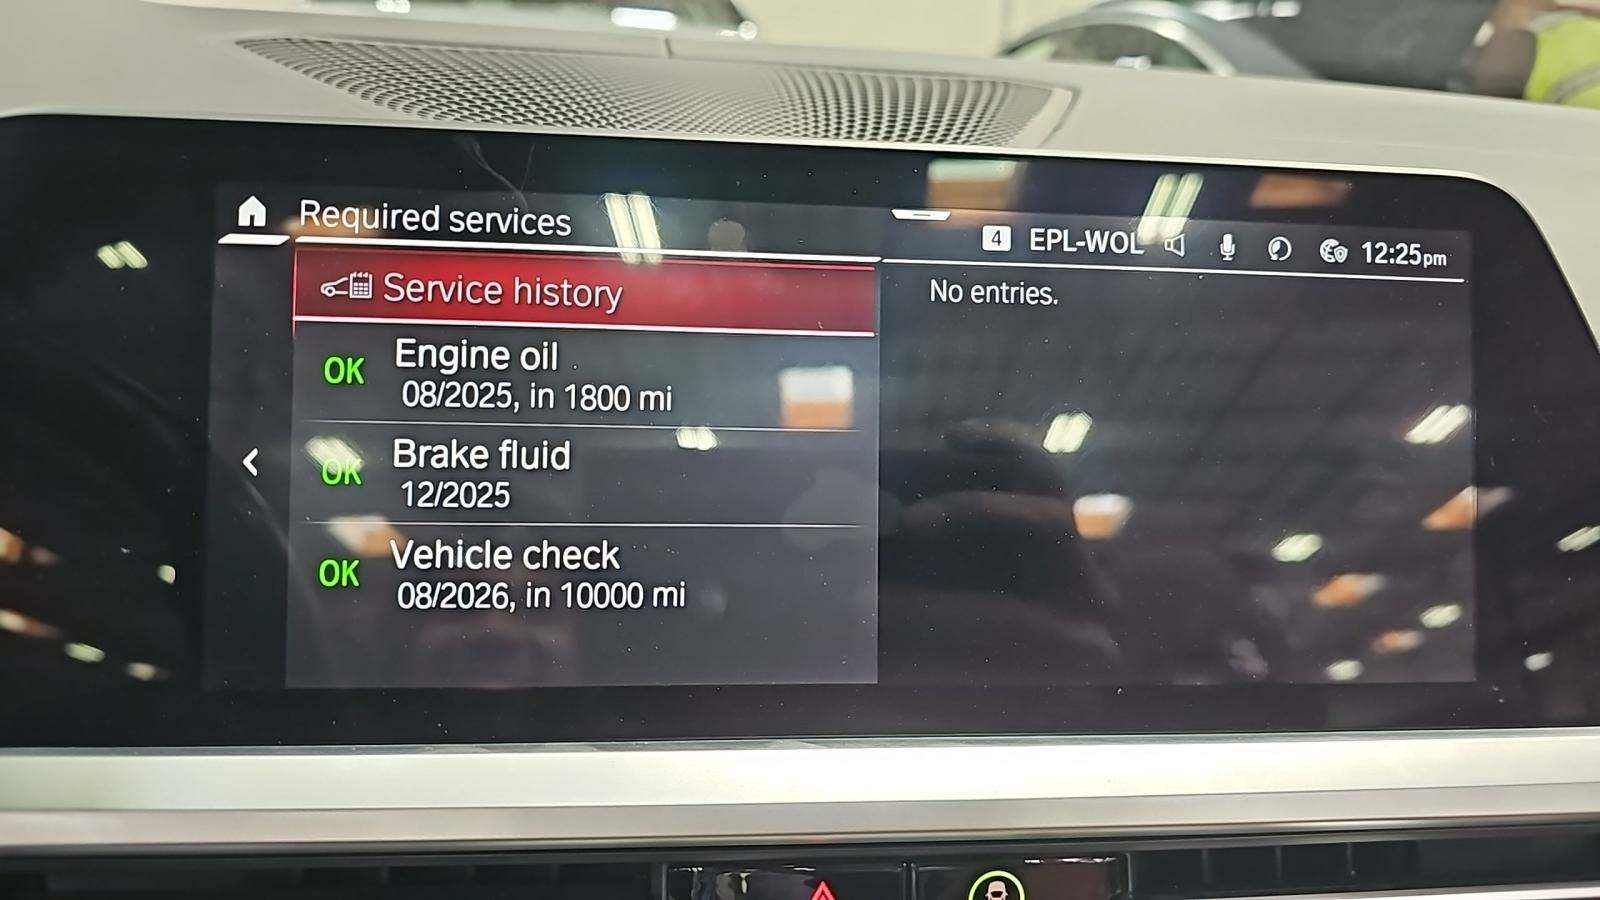 Required services
4 EPL-WOL 12:25pm
Service history
No entries.
OK Engine oil
08/2025, in 1800 mi
OK Brake fluid
12/2025
OK Vehicle check
08/2026, in 10000 mi